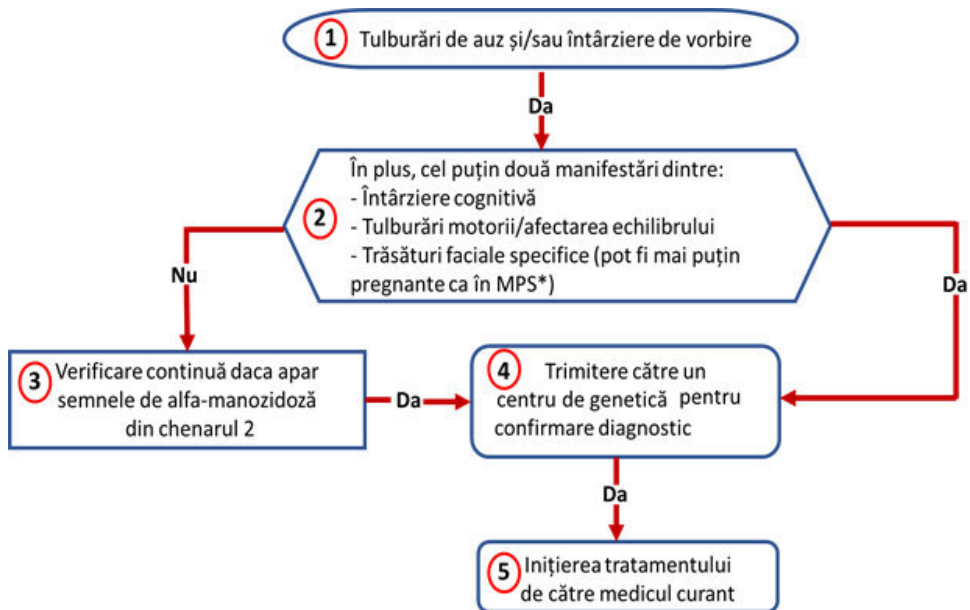 1 Tulburări de auz și/sau întârziere de vorbire
Da
În plus, cel puțin două manifestări dintre:
- Întârziere cognitivă
2 - Tulburări motorii/afectarea echilibrului
- Trăsături faciale specifice (pot fi mai puțin
pregnante ca în MPS*)
Nu
Da
3 Verificare continuă daca apar
semnele de alfa-manozidoză
din chenarul 2
Da
4 Trimitere către un
centru de genetică pentru
confirmare diagnostic
Da
5 Inițierea tratamentului
de către medicul curant